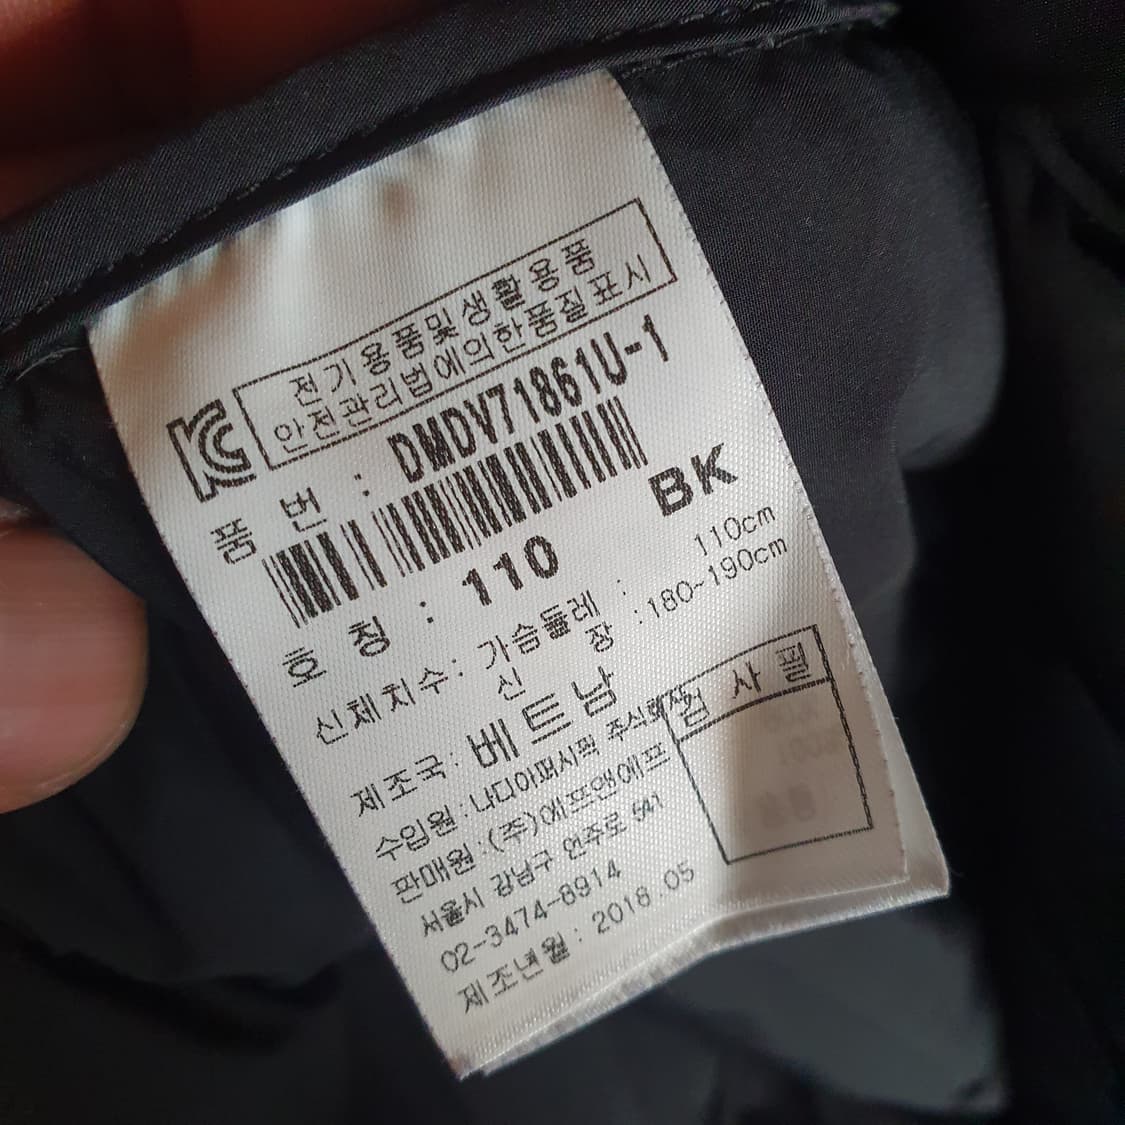 전기용품및생활용품
안전관리법에의한품질표시
품 번 : DMDV71861U-1
호 칭 : 110 BK
신체치수 : 가슴둘레 : 110cm
신 장 : 180~190cm
제조국 : 베트남
수입원 : 나디아퍼시픽 주식회사
판매원 : (주)에프앤에프
서울시 강남구 언주로 541
02-3474-8914
제조년월 : 2018.05
검 사 필